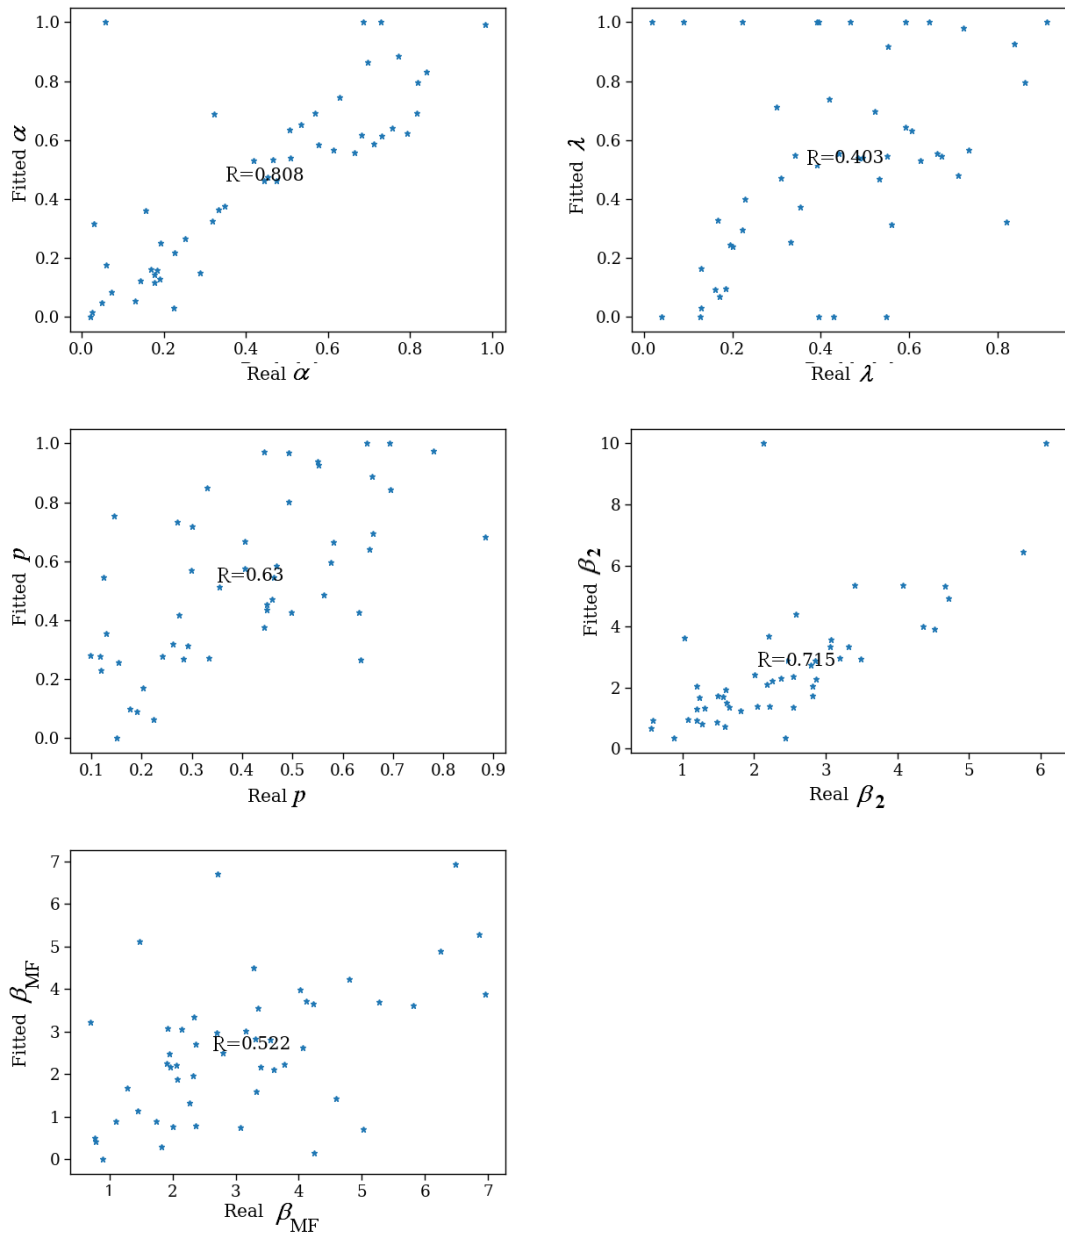 1.0
0.8
0.6
0.4
0.2
0.0
Fitted α
R=0.808
0.0 0.2 0.4 0.6 0.8 1.0
Real α
1.0
0.8
0.6
0.4
0.2
0.0
Fitted λ
R=0.403
0.0 0.2 0.4 0.6 0.8
Real λ
1.0
0.8
0.6
0.4
0.2
0.0
Fitted p
R=0.63
0.1 0.2 0.3 0.4 0.5 0.6 0.7 0.8 0.9
Real p
10
8
6
4
2
0
Fitted β2
R=0.715
1 2 3 4 5 6
Real β2
7
6
5
4
3
2
1
0
Fitted βMF
R=0.522
1 2 3 4 5 6 7
Real βMF